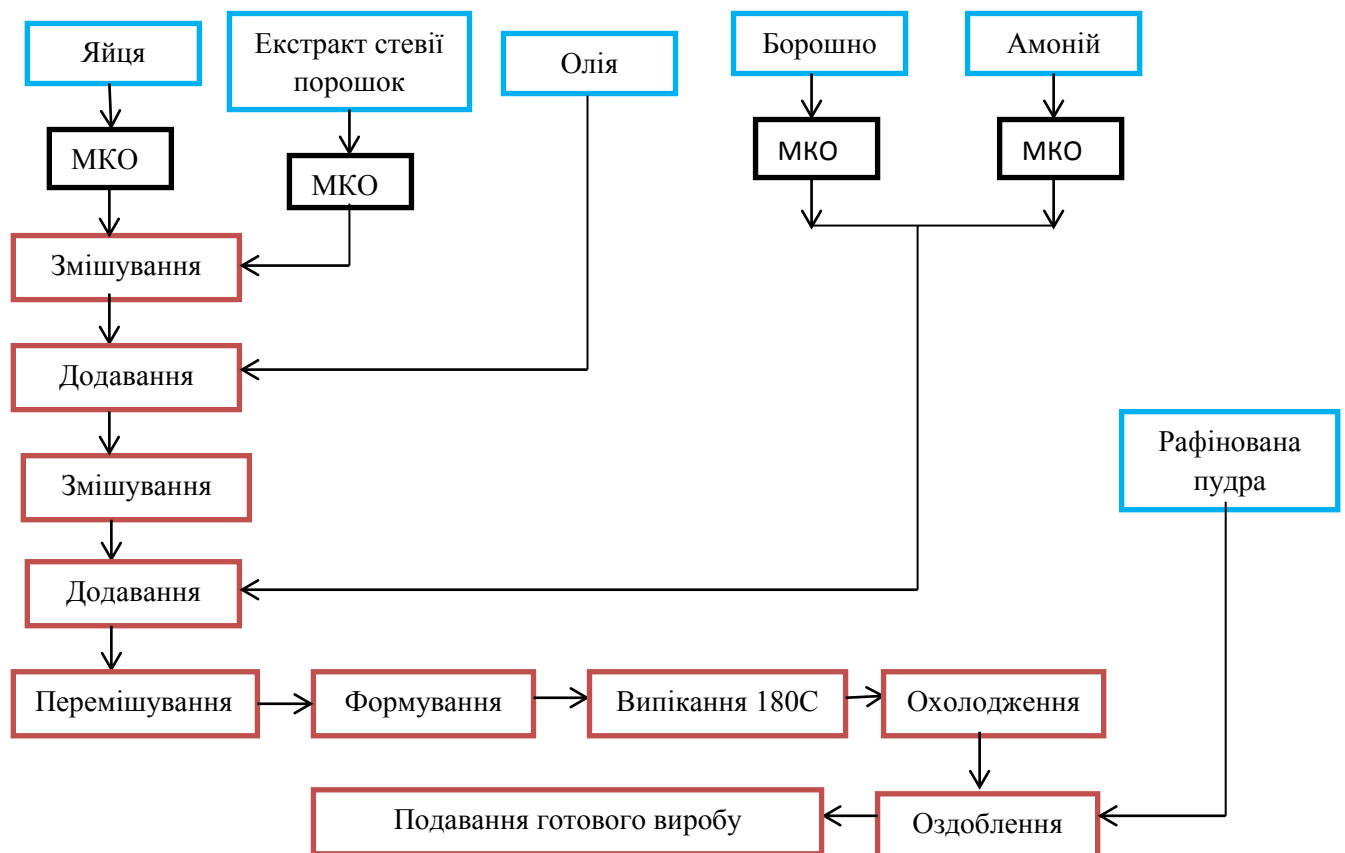 Яйця
Екстракт стевії
порошок
Олія
Борошно
Амоній
МКО
МКО
МКО
МКО
Змішування
Додавання
Змішування
Рафінована
пудра
Додавання
Перемішування
Формування
Випікання 180С
Охолодження
Подавання готового виробу
Оздоблення